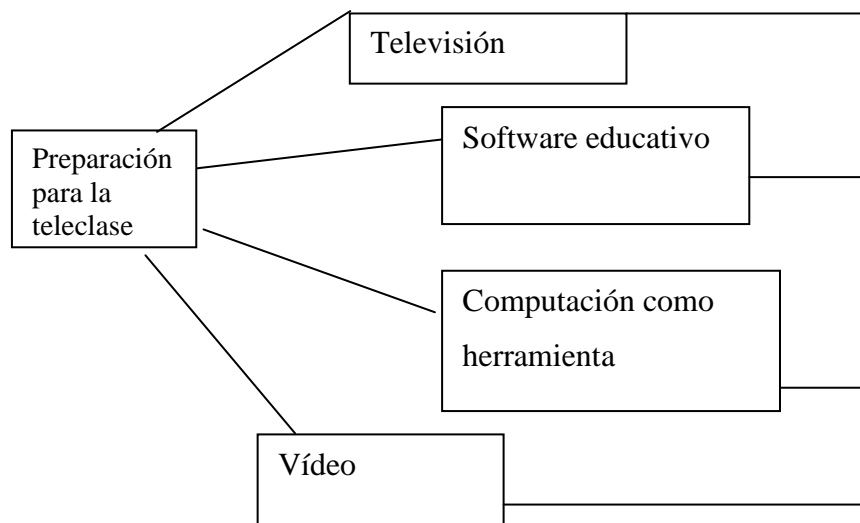 Televisión
Software educativo
Preparación
para la
teleclase
Computación como
herramienta
Vídeo